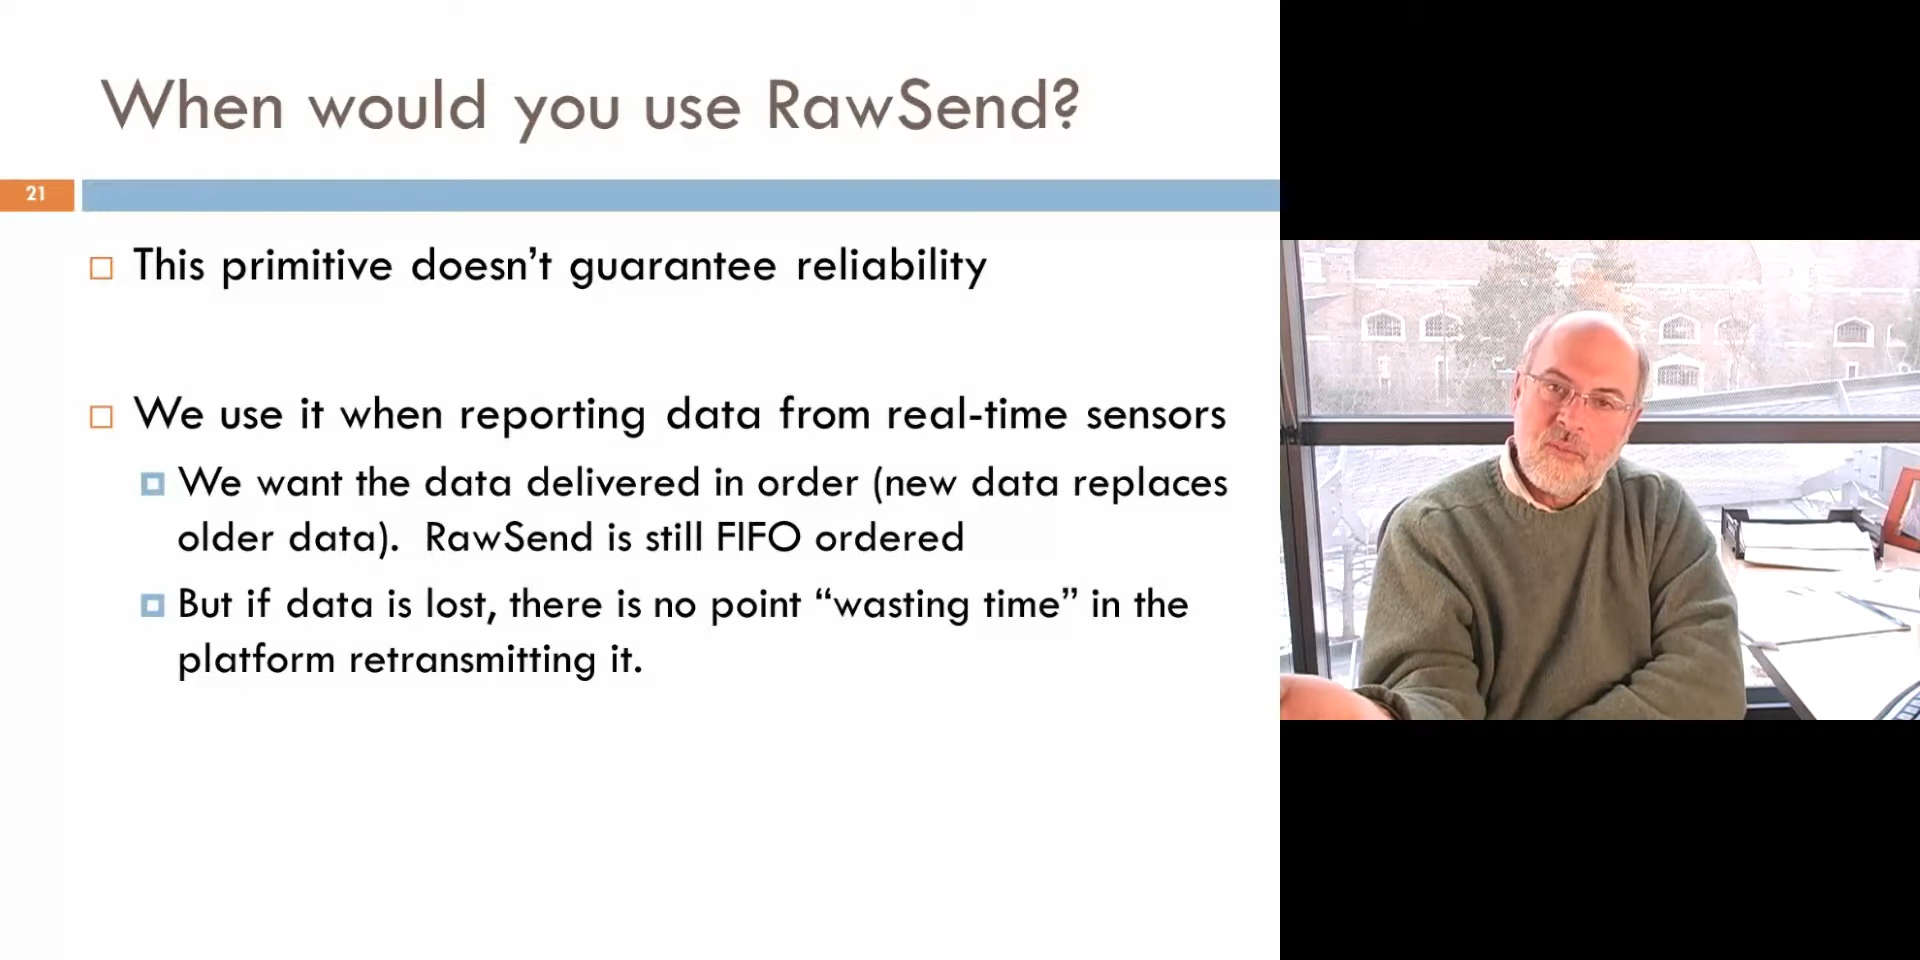 When would you use RawSend?
21
This primitive doesn’t guarantee reliability
We use it when reporting data from real-time sensors
We want the data delivered in order (new data replaces
older data).  RawSend is still FIFO ordered
But if data is lost, there is no point “wasting time” in the
platform retransmitting it.